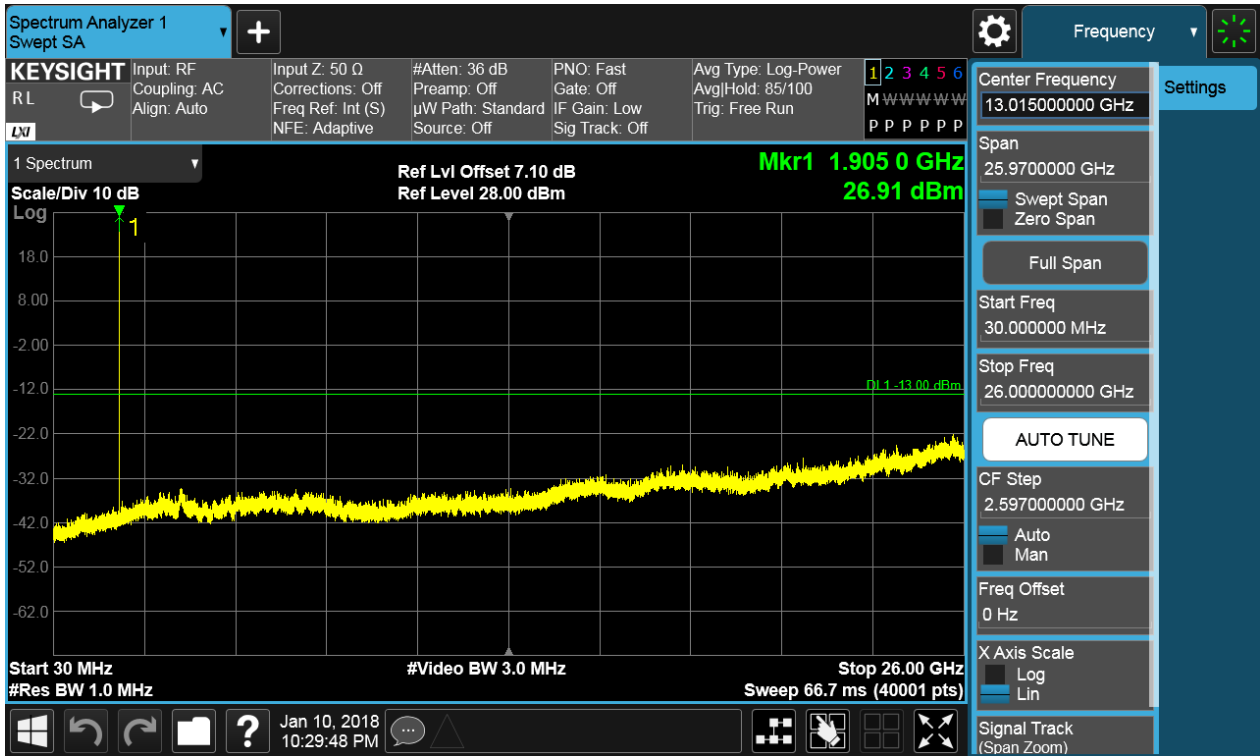 Spectrum Analyzer 1
Swept SA
+
Frequency
KEYSIGHT
RL
LXI
Input: RF
Coupling: AC
Align: Auto
Input Z: 50 Ω
Corrections: Off
Freq Ref: Int (S)
NFE: Adaptive
#Atten: 36 dB
Preamp: Off
µW Path: Standard
Source: Off
PNO: Fast
Gate: Off
IF Gain: Low
Sig Track: Off
Avg Type: Log-Power
Avg|Hold: 85/100
Trig: Free Run
1 2 3 4 5 6
M W W W W W
P P P P P P
1 Spectrum
Scale/Div 10 dB
Log
Ref Lvl Offset 7.10 dB
Ref Level 28.00 dBm
Mkr1 1.905 0 GHz
26.91 dBm
1
18.0
8.00
-2.00
-12.0
-22.0
-32.0
-42.0
-52.0
-62.0
DL1 -13.00 dBm
Start 30 MHz
#Res BW 1.0 MHz
#Video BW 3.0 MHz
Stop 26.00 GHz
Sweep 66.7 ms (40001 pts)
Center Frequency
13.015000000 GHz
Span
25.9700000 GHz
Swept Span
Zero Span
Full Span
Start Freq
30.000000 MHz
Stop Freq
26.000000000 GHz
AUTO TUNE
CF Step
2.597000000 GHz
Auto
Man
Freq Offset
0 Hz
X Axis Scale
Log
Lin
Signal Track
(Span Zoom)
Settings
?
Jan 10, 2018
10:29:48 PM